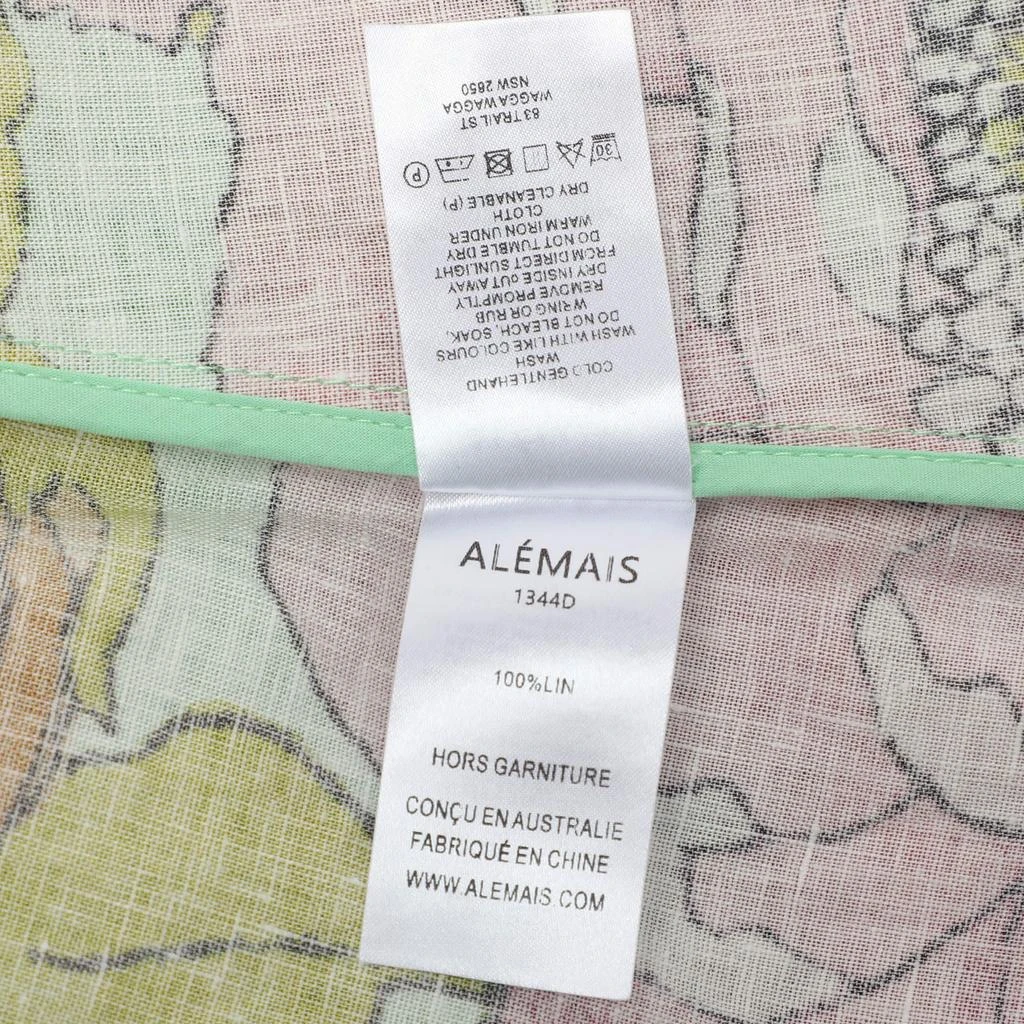 COLD GENTLEHAND
WASH
WASH WITH LIKE COLOURS
DO NOT BLEACH, SOAK,
WRING OR RUB
REMOVE PROMPTLY
DRY INSIDE OUT AWAY
FROM DIRECT SUNLIGHT
DO NOT TUMBLE DRY
WARM IRON UNDER
CLOTH
DRY CLEANABLE (P)
30 P
83 TRAIL ST
WAGGA WAGGA
NSW 2850
ALÉMAIS
1344D
100%LIN
HORS GARNITURE
CONÇU EN AUSTRALIE
FABRIQUÉ EN CHINE
WWW.ALEMAIS.COM